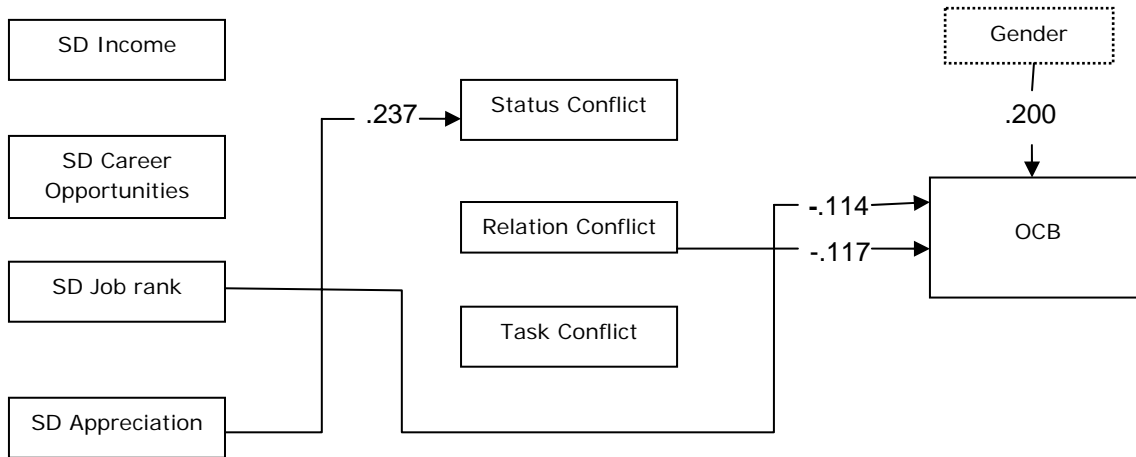 SD Income
Gender
Status Conflict
.237
.200
SD Career
Opportunities
Relation Conflict
-.114
-.117
OCB
SD Job rank
Task Conflict
SD Appreciation